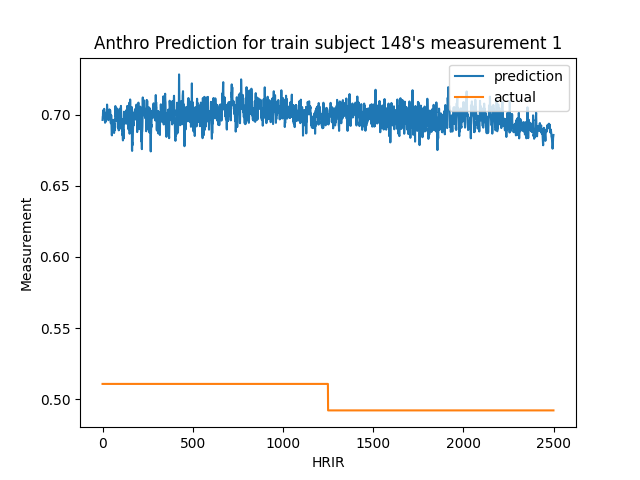 Anthro Prediction for train subject 148's measurement 1
prediction
actual
0.70
0.65
0.60
0.55
0.50
Measurement
0
500
1000
1500
2000
2500
HRIR